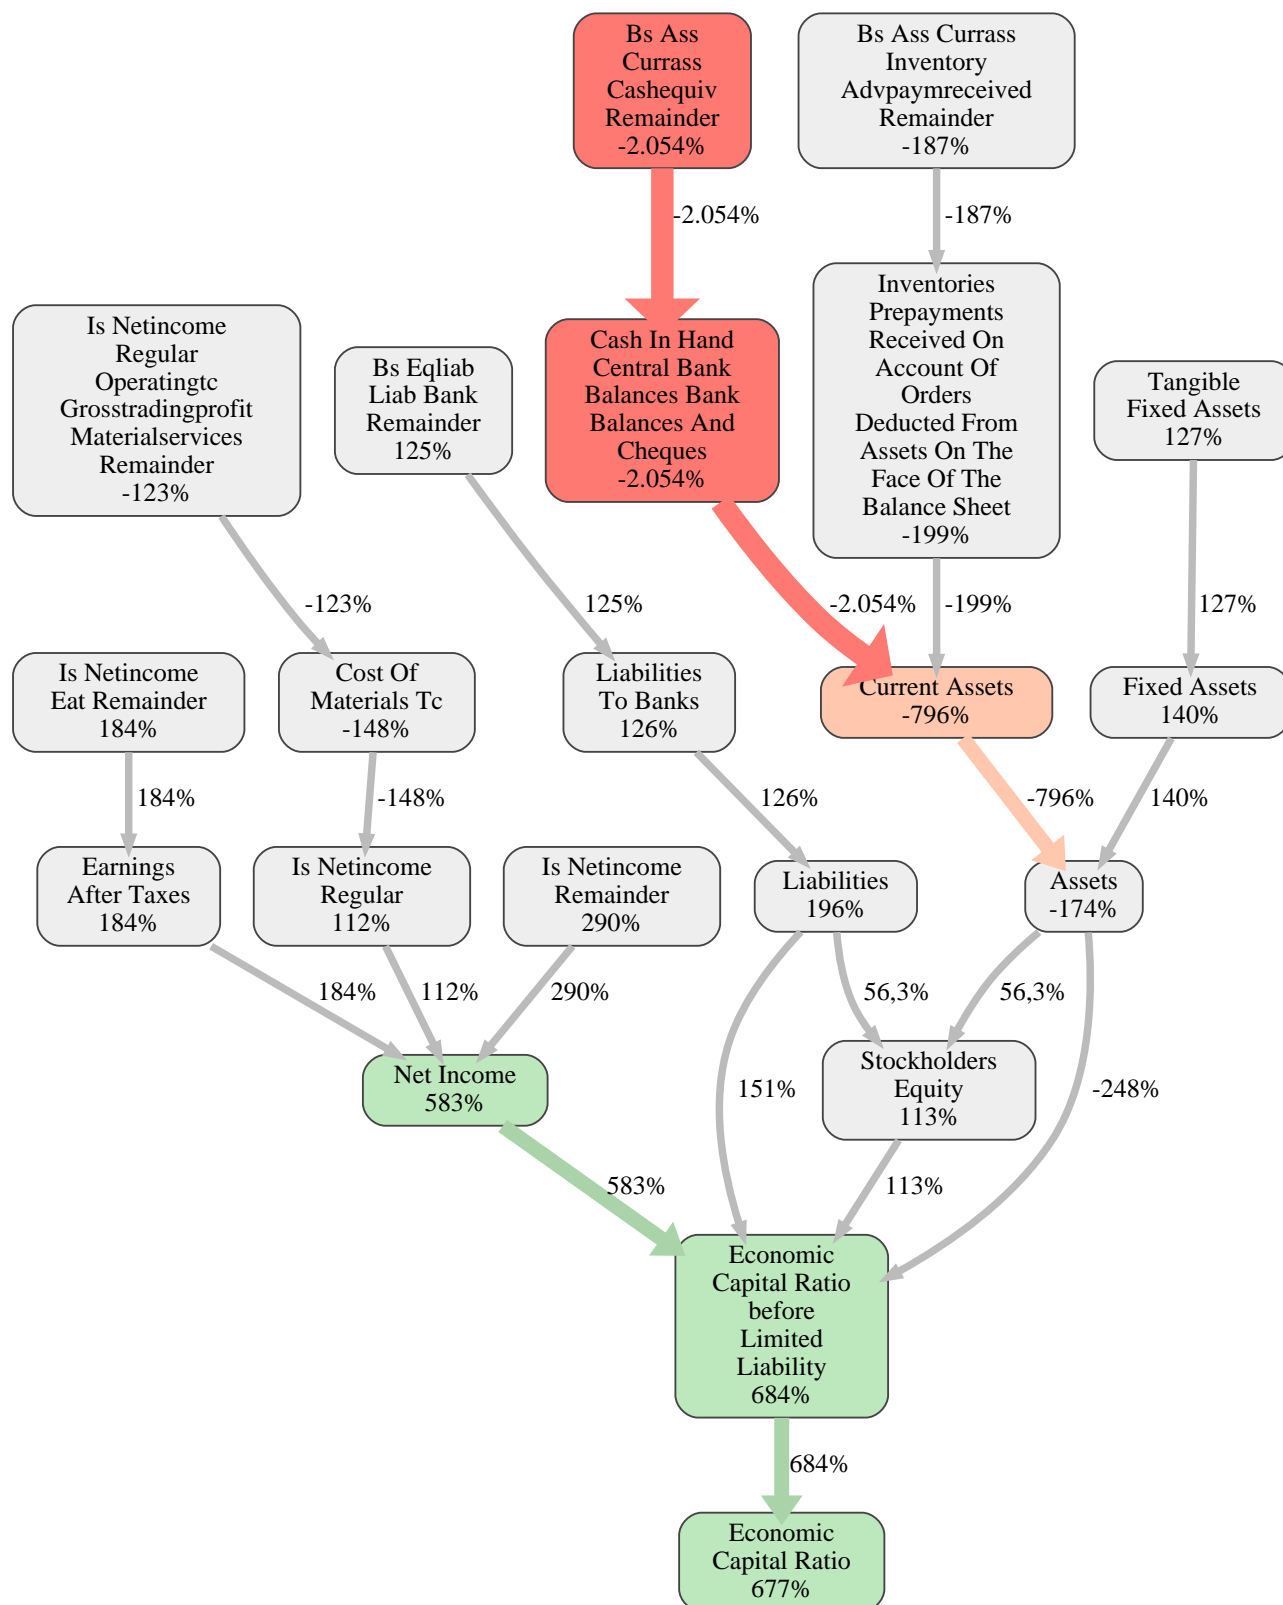 Bs Ass
Currass
Cashequiv
Remainder
-2.054%
Bs Ass Currass
Inventory
Advpaymreceived
Remainder
-187%
-2.054%
-187%
Is Netincome
Regular
Operatingtc
Grosstradingprofit
Materialservices
Remainder
-123%
Bs Eqliab
Liab Bank
Remainder
125%
Cash In Hand
Central Bank
Balances Bank
Balances And
Cheques
-2.054%
Inventories
Prepayments
Received On
Account Of
Orders
Deducted From
Assets On The
Face Of The
Balance Sheet
-199%
Tangible
Fixed Assets
127%
-123%
125%
-2.054%
-199%
127%
Is Netincome
Eat Remainder
184%
Cost Of
Materials Tc
-148%
Liabilities
To Banks
126%
Current Assets
-796%
Fixed Assets
140%
184%
-148%
126%
-796%
140%
Earnings
After Taxes
184%
Is Netincome
Regular
112%
Is Netincome
Remainder
290%
Liabilities
196%
Assets
-174%
184%
112%
290%
56,3%
56,3%
Net Income
583%
151%
Stockholders
Equity
113%
-248%
583%
113%
Economic
Capital Ratio
before
Limited
Liability
684%
684%
Economic
Capital Ratio
677%